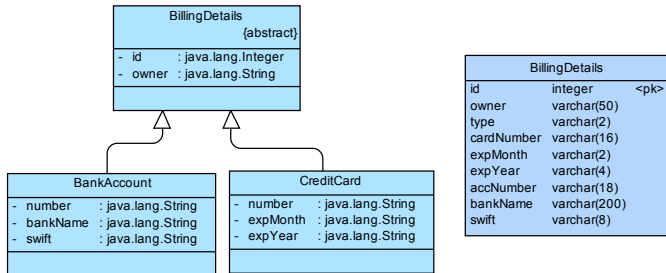 BillingDetails
{abstract}
- id : java.lang.Integer
- owner : java.lang.String
BankAccount
- number : java.lang.String
- bankName : java.lang.String
- swift : java.lang.String
CreditCard
- number : java.lang.String
- expMonth : java.lang.String
- expYear : java.lang.String
BillingDetails
id integer <pk>
owner varchar(50)
type varchar(2)
cardNumber varchar(16)
expMonth varchar(2)
expYear varchar(4)
accNumber varchar(18)
bankName varchar(200)
swift varchar(8)